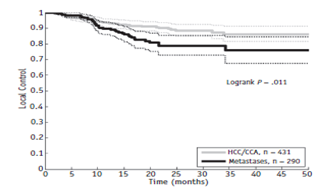 1
0.9
0.8
0.7
0.6
0.5
0.4
0.3
0.2
0.1
0
Local Control
Logrank P = .011
HCC/CCA, n = 431
Metastases, n = 290
0 5 10 15 20 25 30 35 40 45 50
Time (months)